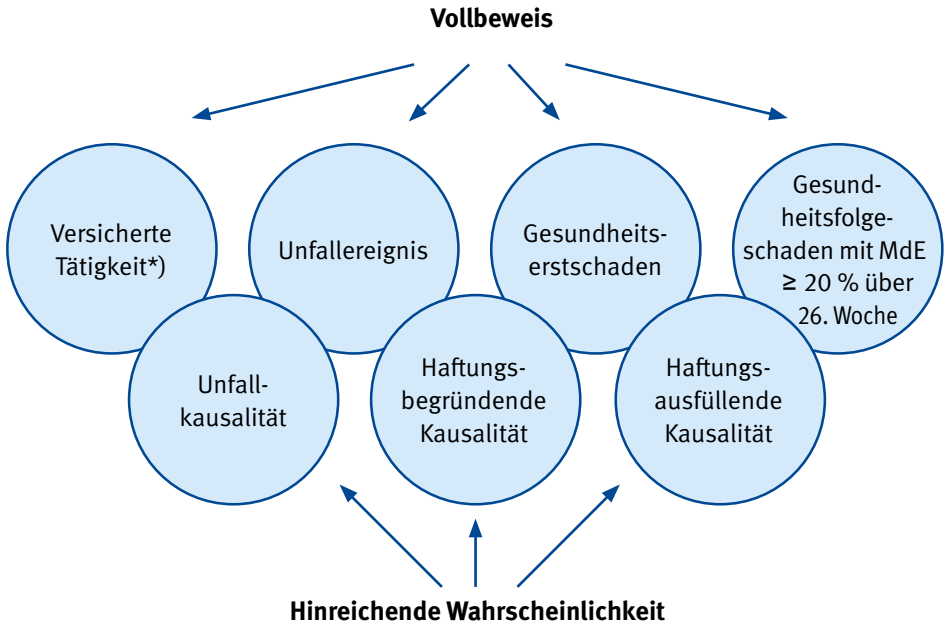 Vollbeweis
Versicherte
Tätigkeit*)
Unfallereignis
Gesundheits-
erstschaden
Gesund-
heitsfolge-
schaden mit MdE
≥ 20 % über
26. Woche
Unfall-
kausalität
Haftungs-
begründende
Kausalität
Haftungs-
ausfüllende
Kausalität
Hinreichende Wahrscheinlichkeit